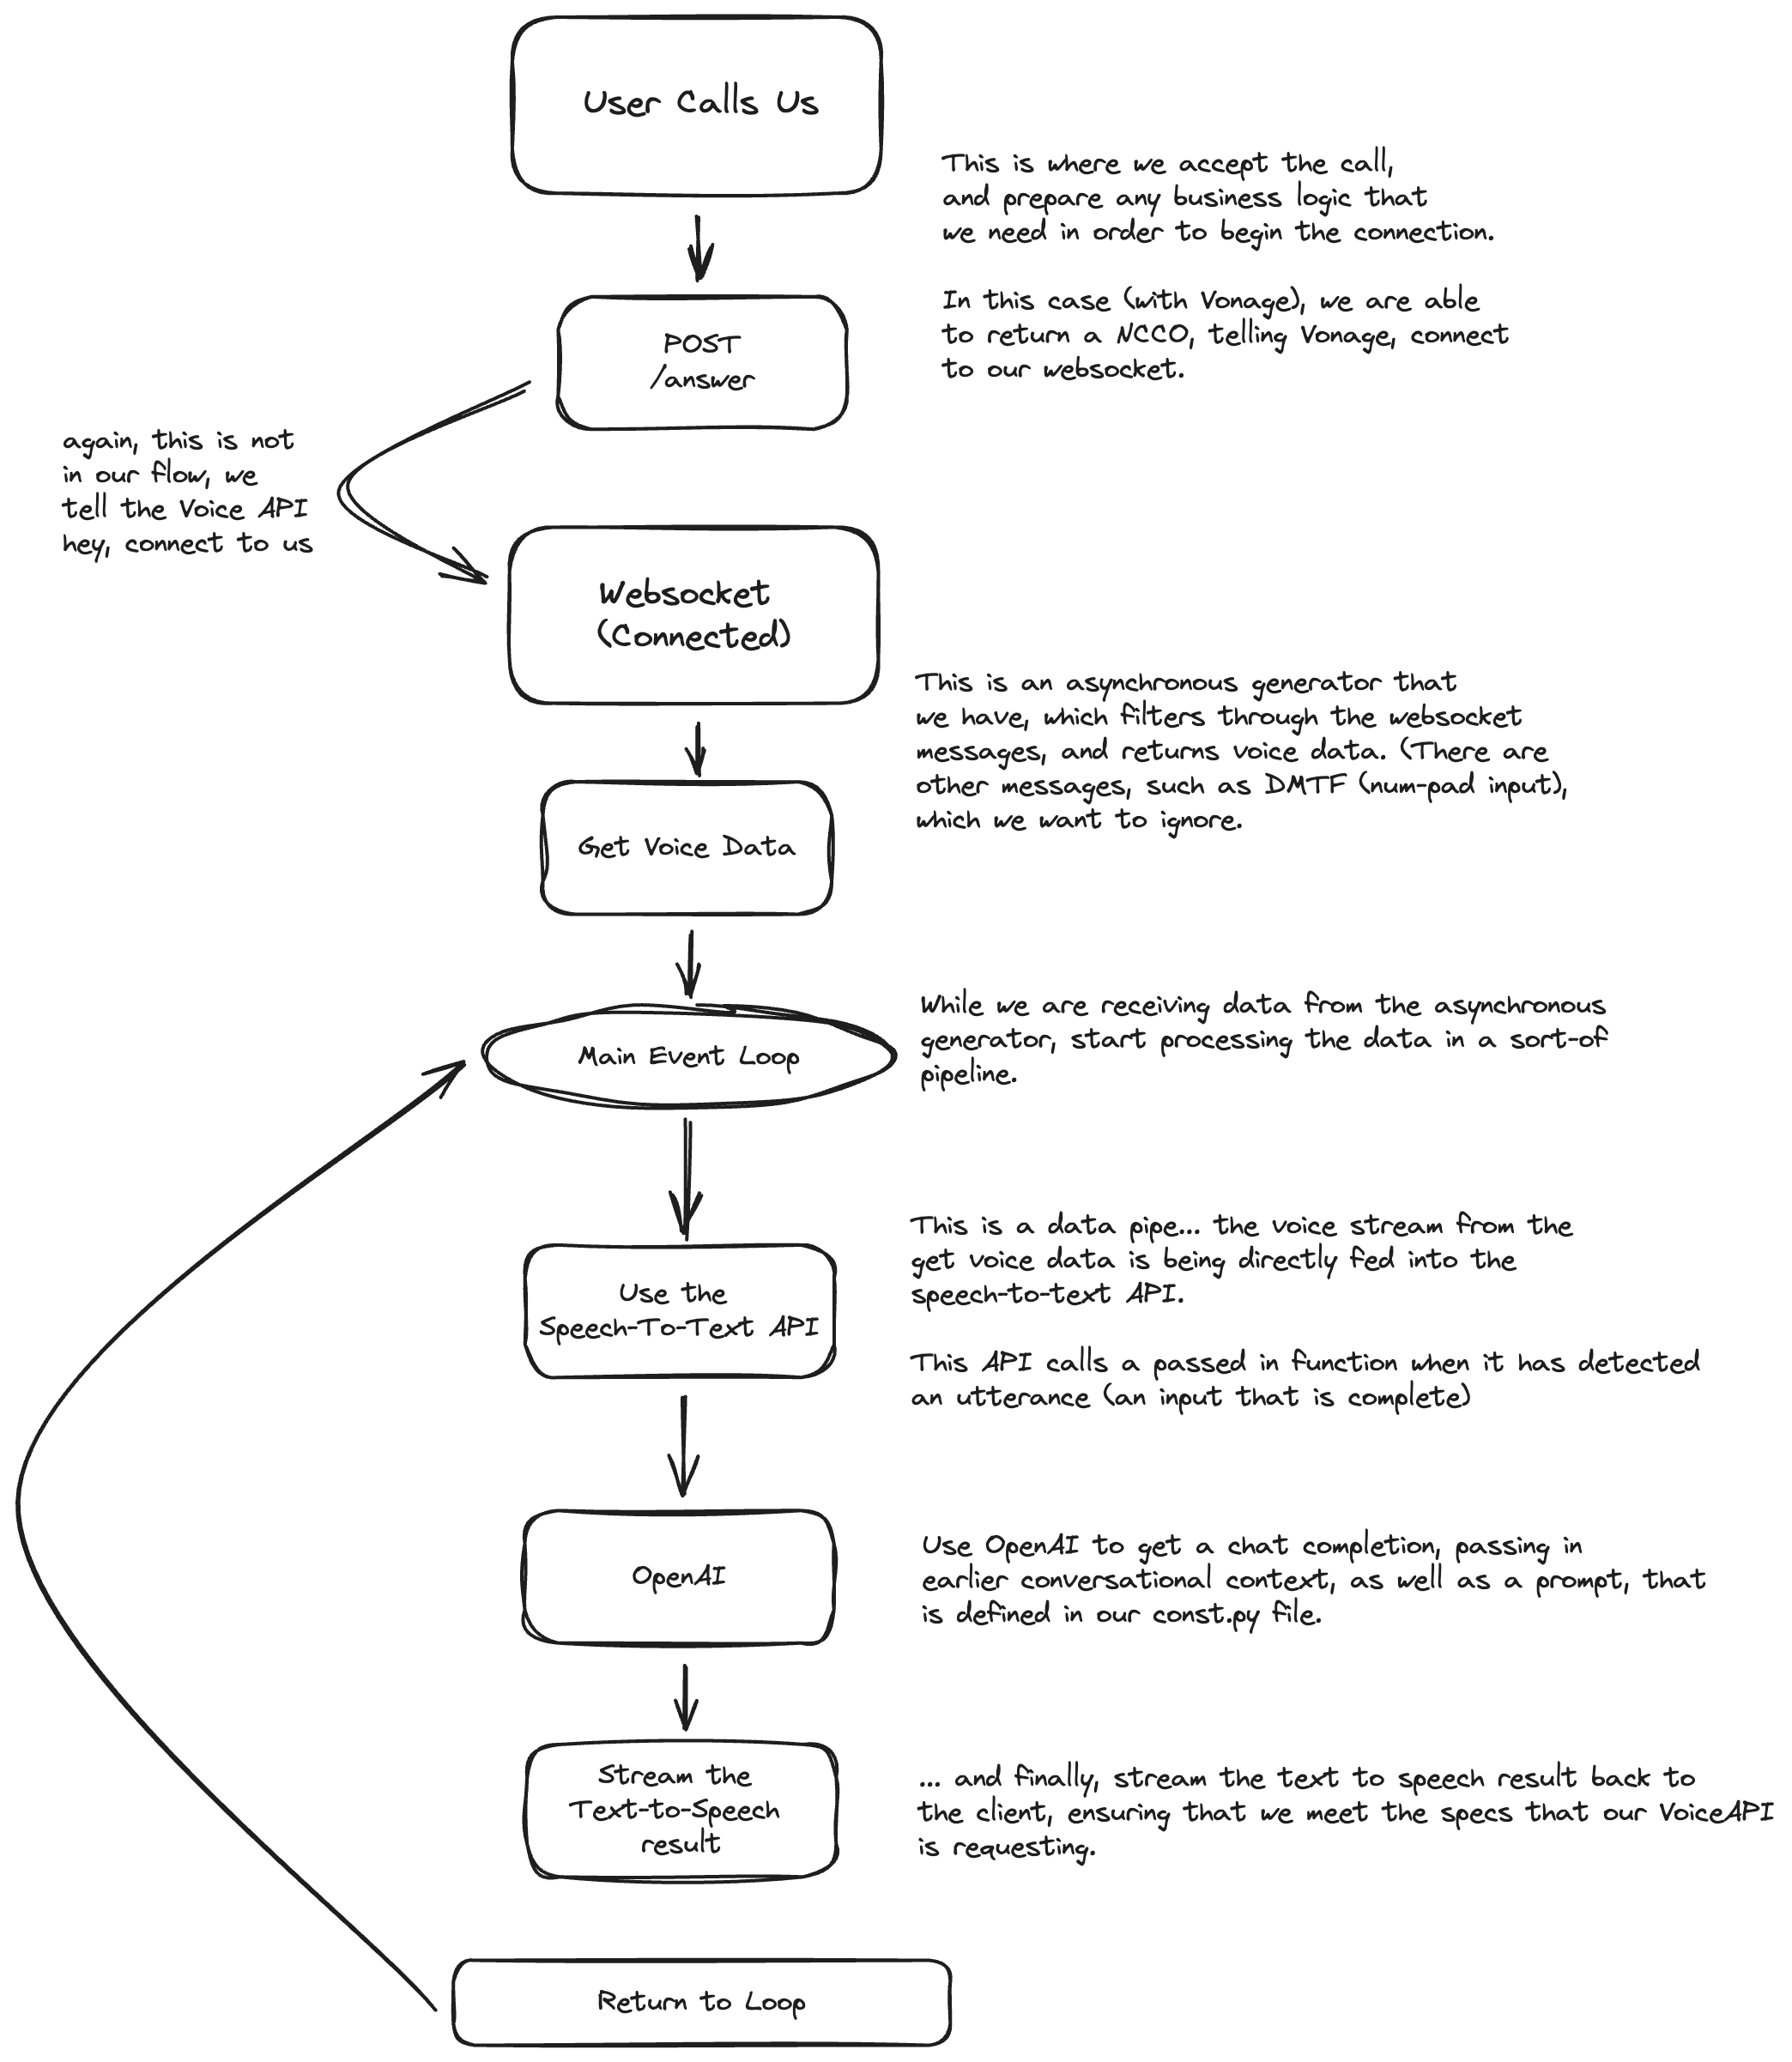 User Calls Us
This is where we accept the call,
and prepare any business logic that
we need in order to begin the connection.
In this case (with Vonage), we are able
to return a NCCO, telling Vonage, connect
to our websocket.
POST
/answer
again, this is not
in our flow, we
tell the Voice API
hey, connect to us
Websocket
(Connected)
This is an asynchronous generator that
we have, which filters through the websocket
messages, and returns voice data. (There are
other messages, such as DMTF (num-pad input),
which we want to ignore.
Get Voice Data
Main Event Loop
While we are receiving data from the asynchronous
generator, start processing the data in a sort-of
pipeline.
Use the
Speech-To-Text API
This is a data pipe... the voice stream from the
get voice data is being directly fed into the
speech-to-text API.
This API calls a passed in function when it has detected
an utterance (an input that is complete)
OpenAI
Use OpenAI to get a chat completion, passing in
earlier conversational context, as well as a prompt, that
is defined in our const.py file.
Stream the
Text-to-Speech
result
... and finally, stream the text to speech result back to
the client, ensuring that we meet the specs that our VoiceAPI
is requesting.
Return to Loop